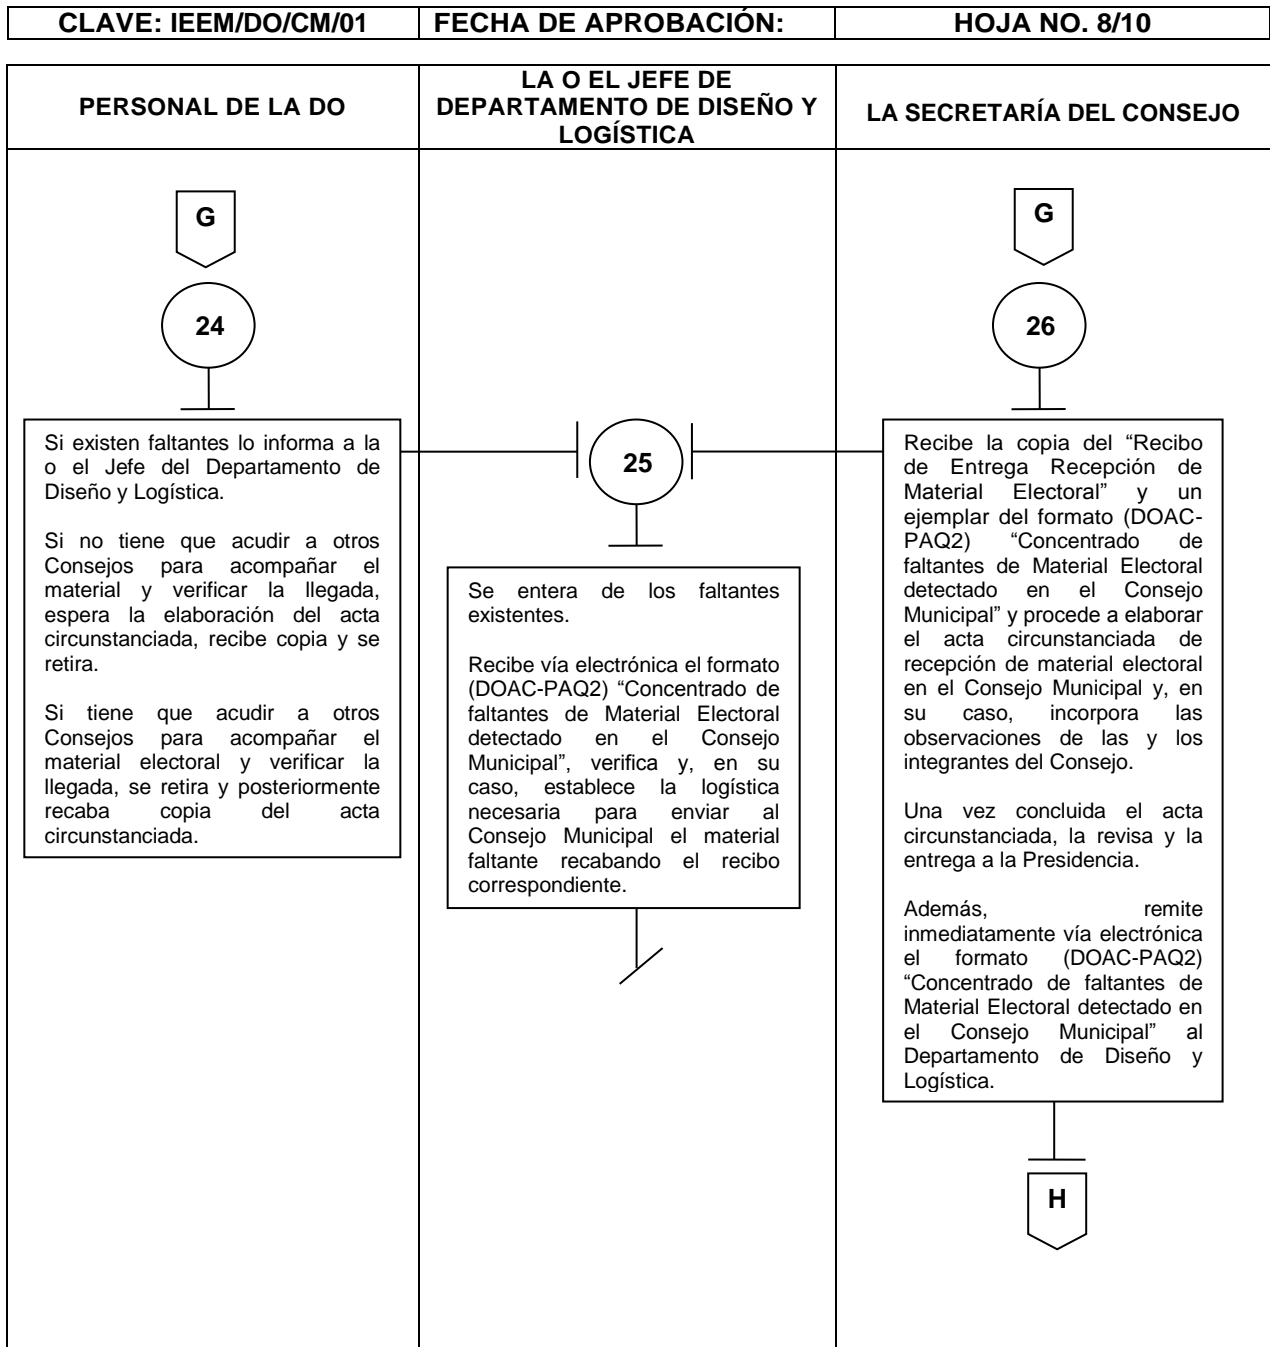 CLAVE: IEEM/DO/CM/01
FECHA DE APROBACIÓN:
HOJA NO. 8/10
PERSONAL DE LA DO
LA O EL JEFE DE
DEPARTAMENTO DE DISEÑO Y
LOGÍSTICA
LA SECRETARÍA DEL CONSEJO
G
24
Si existen faltantes lo informa a la
o el Jefe del Departamento de
Diseño y Logística.
Si no tiene que acudir a otros
Consejos para acompañar el
material y verificar la llegada,
espera la elaboración del acta
circunstanciada, recibe copia y se
retira.
Si tiene que acudir a otros
Consejos para acompañar el
material electoral y verificar la
llegada, se retira y posteriormente
recaba copia del acta
circunstanciada.
25
Se entera de los faltantes
existentes.
Recibe vía electrónica el formato
(DOAC-PAQ2) “Concentrado de
faltantes de Material Electoral
detectado en el Consejo
Municipal”, verifica y, en su
caso, establece la logística
necesaria para enviar al
Consejo Municipal el material
faltante recabando el recibo
correspondiente.
G
26
Recibe la copia del “Recibo
de Entrega Recepción de
Material Electoral” y un
ejemplar del formato (DOAC-
PAQ2) “Concentrado de
faltantes de Material Electoral
detectado en el Consejo
Municipal” y procede a elaborar
el acta circunstanciada de
recepción de material electoral
en el Consejo Municipal y, en
su caso, incorpora las
observaciones de las y los
integrantes del Consejo.
Una vez concluida el acta
circunstanciada, la revisa y la
entrega a la Presidencia.
Además, remite
inmediatamente vía electrónica
el formato (DOAC-PAQ2)
“Concentrado de faltantes de
Material Electoral detectado en
el Consejo Municipal” al
Departamento de Diseño y
Logística.
H